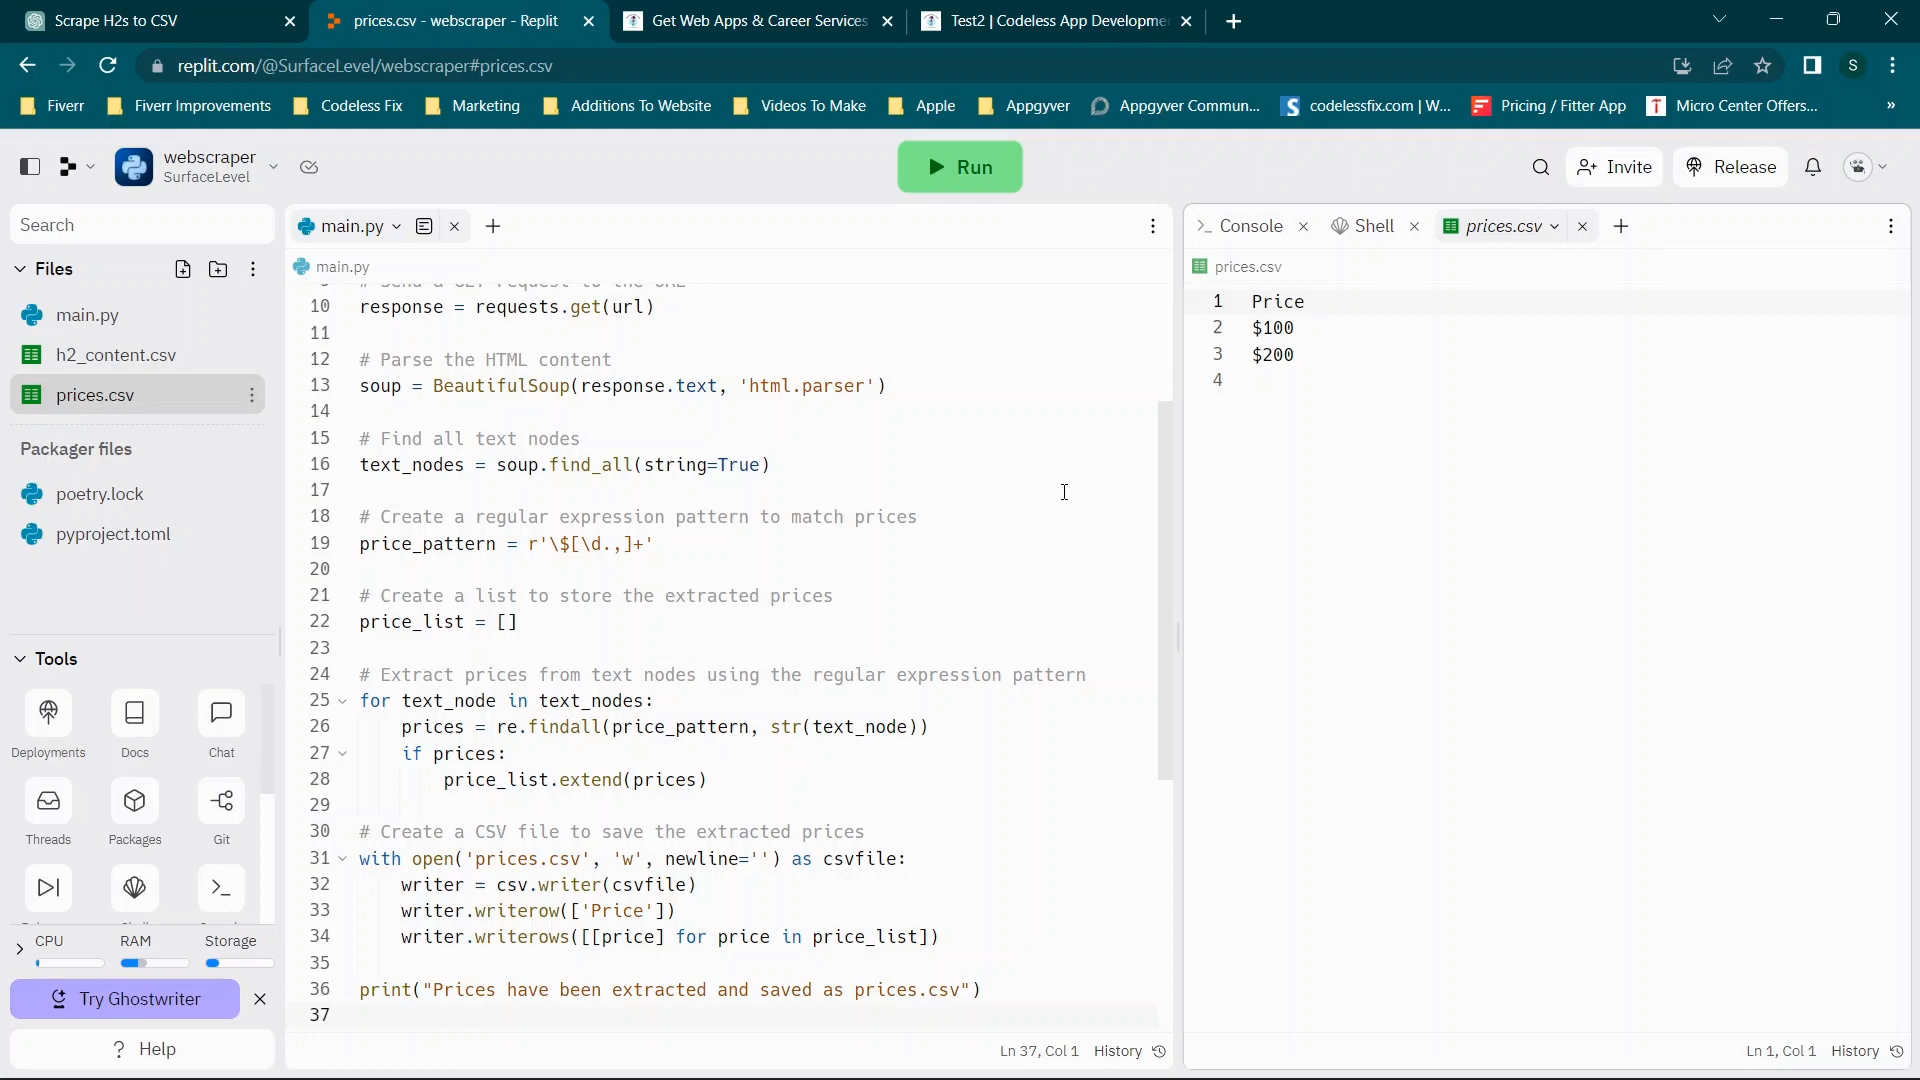 Scrape H2s to CSV
prices.csv - webscraper - Replit
Get Web Apps & Career Services
Test2 | Codeless App Developme
replit.com/@SurfaceLevel/webscraper#prices.csv
S
Fiverr
Fiverr Improvements
Codeless Fix
Marketing
Additions To Website
Videos To Make
Apple
Appgyver
Appgyver Commun...
codelessfix.com | W...
Pricing / Fitter App
Micro Center Offers...
»
webscraper
SurfaceLevel
Run
Invite
Release
Search
Files
main.py
h2_content.csv
prices.csv
Packager files
poetry.lock
pyproject.toml
Tools
Deployments
Docs
Chat
Threads
Packages
Git
CPU
RAM
Storage
Try Ghostwriter
? Help
main.py
main.py
10 response = requests.get(url)
11
12 # Parse the HTML content
13 soup = BeautifulSoup(response.text, 'html.parser')
14
15 # Find all text nodes
16 text_nodes = soup.find_all(string=True)
17
18 # Create a regular expression pattern to match prices
19 price_pattern = r'\$[\d.,]+'
20
21 # Create a list to store the extracted prices
22 price_list = []
23
24 # Extract prices from text nodes using the regular expression pattern
25 for text_node in text_nodes:
26 prices = re.findall(price_pattern, str(text_node))
27 if prices:
28 price_list.extend(prices)
29
30 # Create a CSV file to save the extracted prices
31 with open('prices.csv', 'w', newline='') as csvfile:
32 writer = csv.writer(csvfile)
33 writer.writerow(['Price'])
34 writer.writerows([[price] for price in price_list])
35
36 print("Prices have been extracted and saved as prices.csv")
37
Ln 37, Col 1 History
Console
Shell
prices.csv
prices.csv
1 Price
2 $100
3 $200
4
Ln 1, Col 1 History